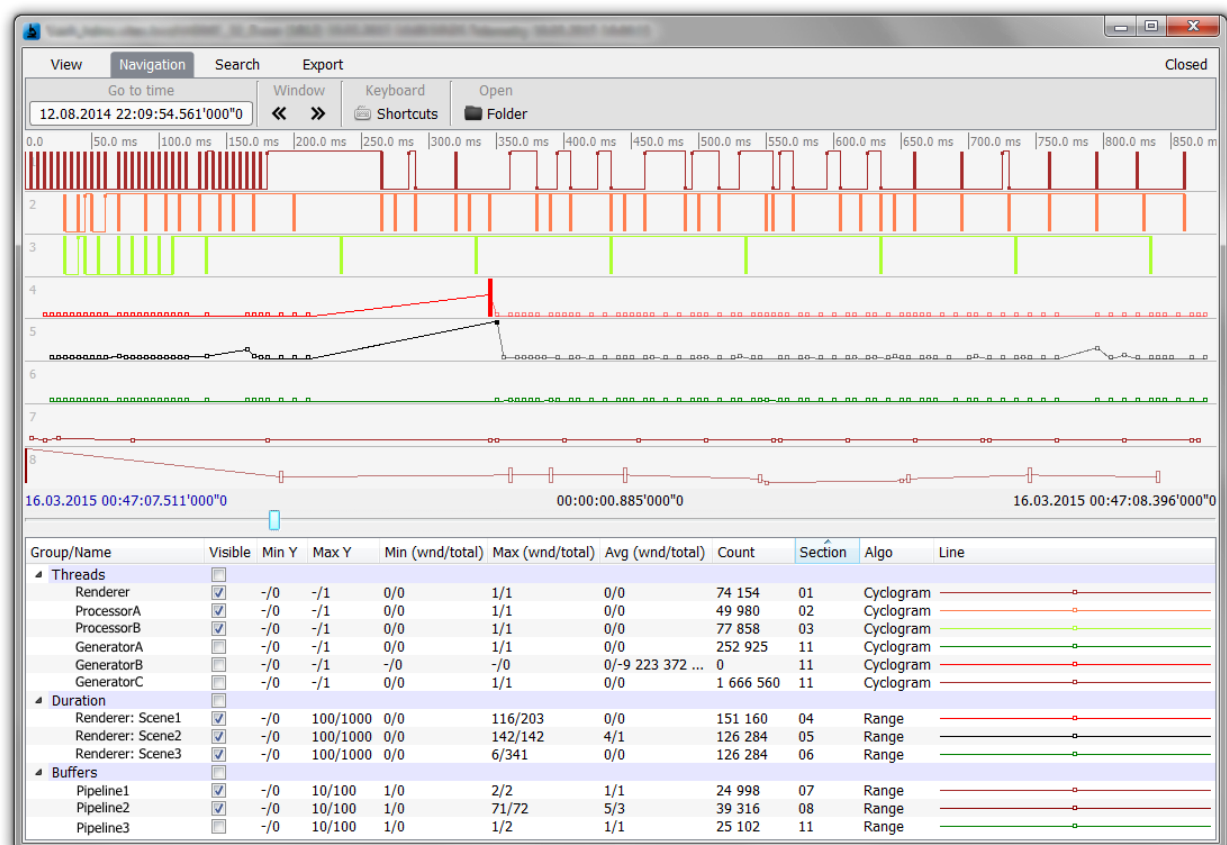 View Navigation Search Export Closed
Go to time Window Keyboard Open
12.08.2014 22:09:54.561'000"0 Shortcuts Folder
0.0 50.0 ms 100.0 ms 150.0 ms 200.0 ms 250.0 ms 300.0 ms 350.0 ms 400.0 ms 450.0 ms 500.0 ms 550.0 ms 600.0 ms 650.0 ms 700.0 ms 750.0 ms 800.0 ms 850.0 m
2
3
4
5
6
7
8
16.03.2015 00:47:07.511'000"0 00:00:00.885'000"0 16.03.2015 00:47:08.396'000"0
Group/Name Visible Min Y Max Y Min (wnd/total) Max (wnd/total) Avg (wnd/total) Count Section Algo Line
Threads
Renderer -/0 -/1 0/0 1/1 0/0 74 154 01 Cyclogram
ProcessorA -/0 -/1 0/0 1/1 0/0 49 980 02 Cyclogram
ProcessorB -/0 -/1 0/0 1/1 0/0 77 858 03 Cyclogram
GeneratorA -/0 -/1 0/0 1/1 0/0 252 925 11 Cyclogram
GeneratorB -/0 -/1 -/0 -/0 0/-9 223 372 ... 0 11 Cyclogram
GeneratorC -/0 -/1 0/0 1/1 0/0 1 666 560 11 Cyclogram
Duration
Renderer: Scene1 -/0 100/1000 0/0 116/203 0/0 151 160 04 Range
Renderer: Scene2 -/0 100/1000 0/0 142/142 4/1 126 284 05 Range
Renderer: Scene3 -/0 100/1000 0/0 6/341 0/0 126 284 06 Range
Buffers
Pipeline1 -/0 10/100 1/0 2/2 1/1 24 998 07 Range
Pipeline2 -/0 10/100 1/0 71/72 5/3 39 316 08 Range
Pipeline3 -/0 10/100 1/0 1/2 1/1 25 102 11 Range